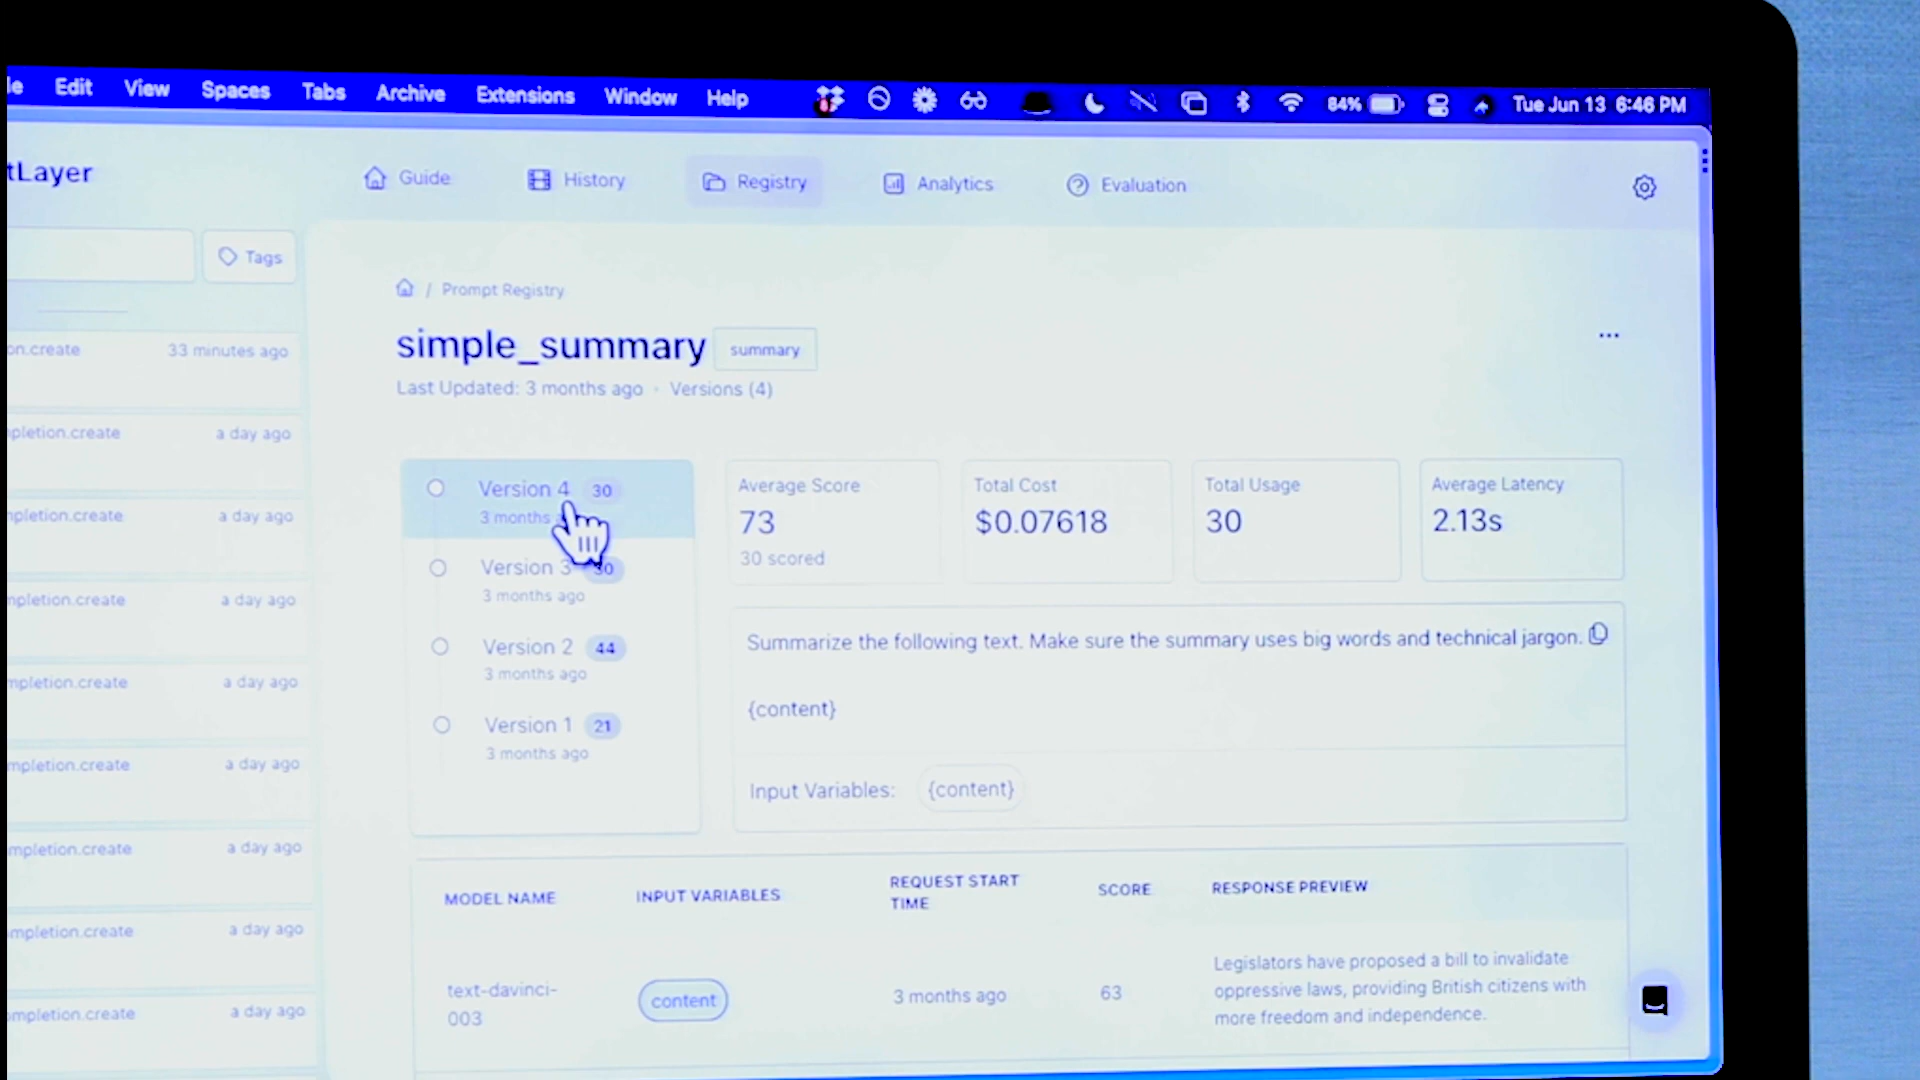 le Edit View Spaces Tabs Archive Extensions Window Help 84% Tue Jun 13 6:46 PM
tLayer
Guide History Registry Analytics Evaluation
Tags
on.create 33 minutes ago
pletion.create a day ago
npletion.create a day ago
mpletion.create a day ago
mpletion.create a day ago
mpletion.create a day ago
mpletion.create a day ago
mpletion.create a day ago
ompletion.create a day ago
/ Prompt Registry
simple_summary summary
Last Updated: 3 months ago · Versions (4)
Version 4 30
3 months
Version 3 30
3 months ago
Version 2 44
3 months ago
Version 1 21
3 months ago
Average Score
73
30 scored
Total Cost
$0.07618
Total Usage
30
Average Latency
2.13s
Summarize the following text. Make sure the summary uses big words and technical jargon.
{content}
Input Variables: {content}
MODEL NAME INPUT VARIABLES REQUEST START TIME SCORE RESPONSE PREVIEW
text-davinci-003
content
3 months ago
63
Legislators have proposed a bill to invalidate
oppressive laws, providing British citizens with
more freedom and independence.